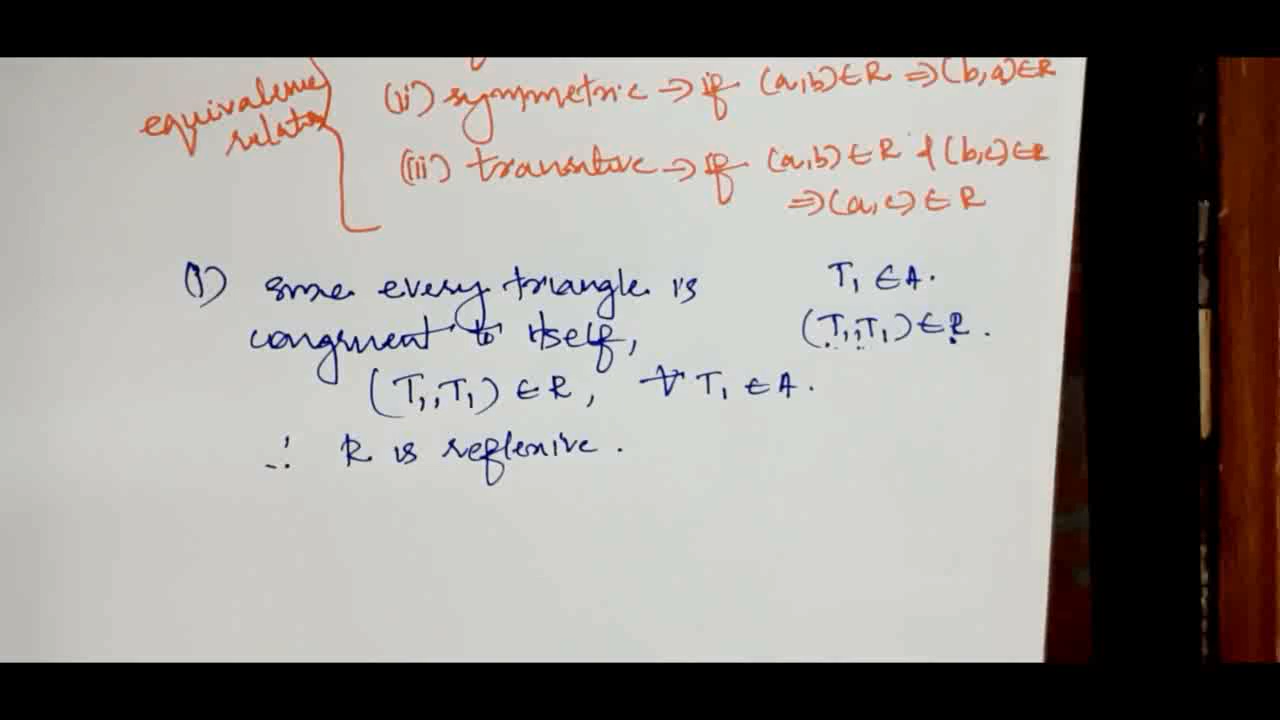 equivalence
relation
(ii) symmetric → if (a,b) ∈ R ⇒ (b,a) ∈ R
(iii) transitive → if (a,b) ∈ R & (b,c) ∈ R
⇒ (a,c) ∈ R
(i) since every triangle is
congruent to itself,
(T₁,T₁) ∈ R, ∀ T₁ ∈ A.
∴ R is reflexive.
T₁ ∈ A.
(T₁,T₁) ∈ R.